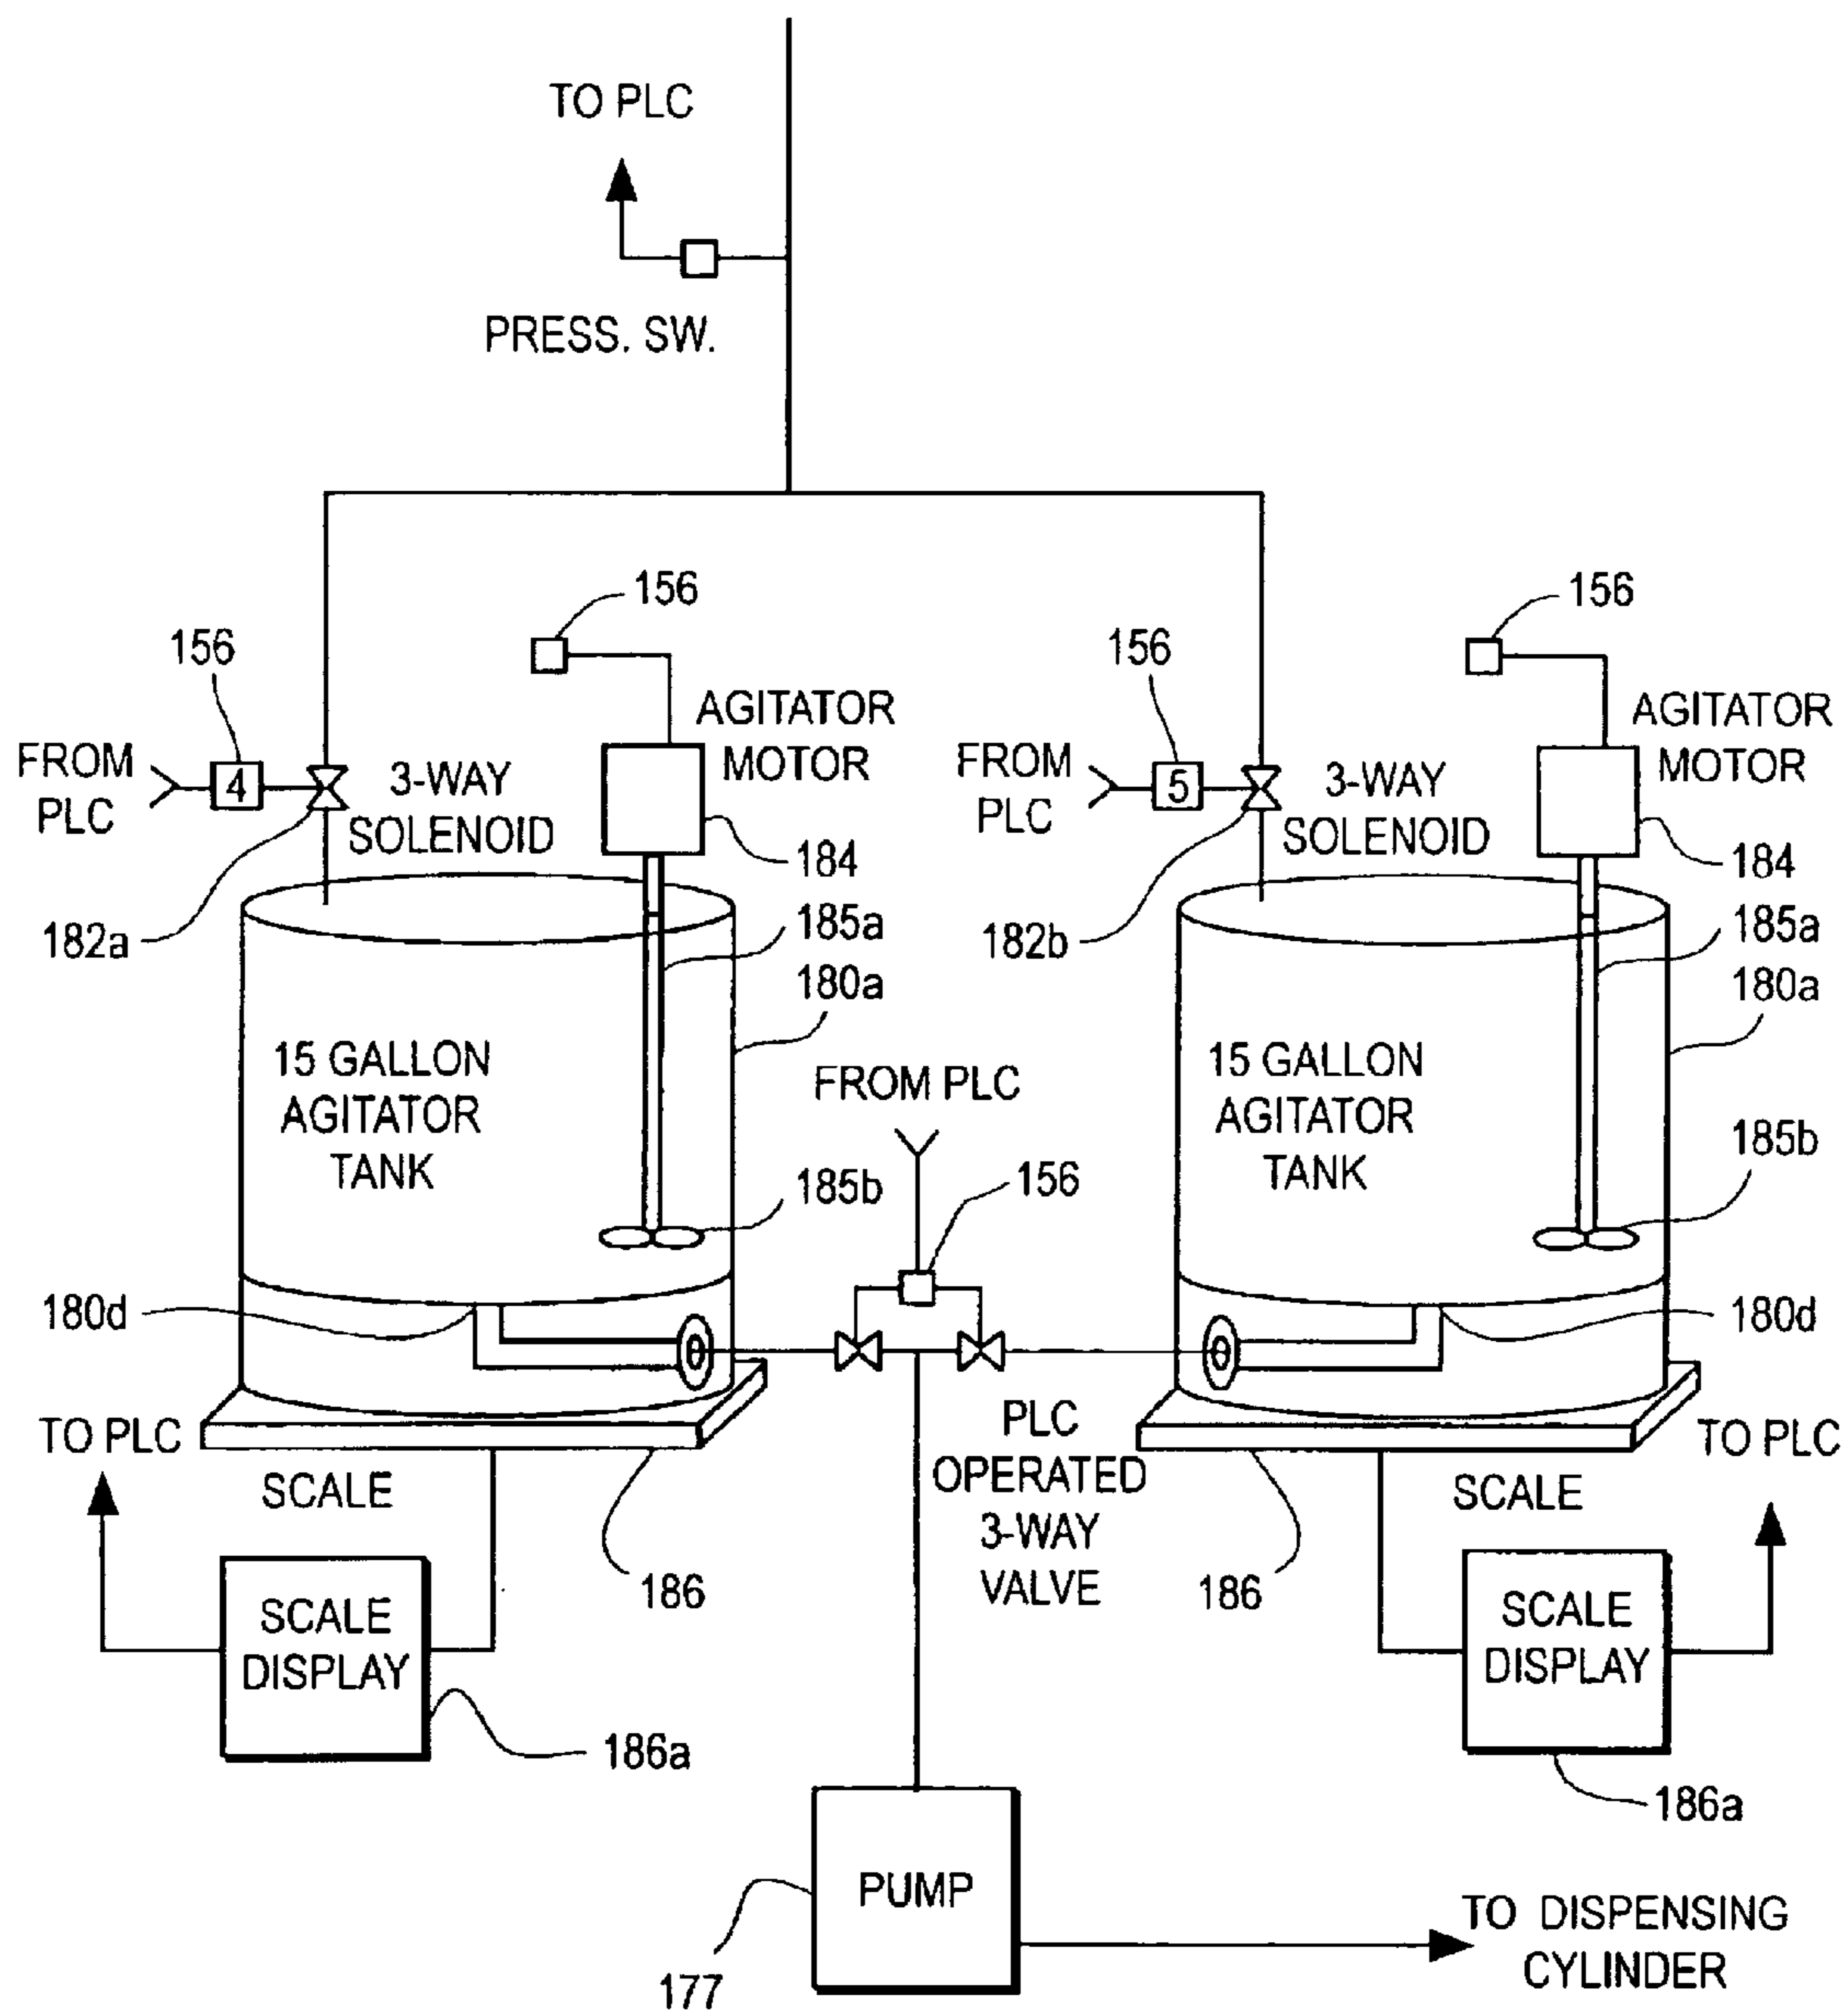 TO PLC
PRESS. SW.
156
156
156
156
AGITATOR
MOTOR
AGITATOR
MOTOR
FROM
PLC
4
3-WAY
SOLENOID
FROM
PLC
5
3-WAY
SOLENOID
184
184
182a
185a
182b
185a
180a
180a
15 GALLON
AGITATOR
TANK
FROM PLC
15 GALLON
AGITATOR
TANK
185b
156
185b
180d
180d
TO PLC
SCALE
PLC
OPERATED
3-WAY
VALVE
SCALE
TO PLC
186
186
SCALE
DISPLAY
SCALE
DISPLAY
186a
186a
PUMP
177
TO DISPENSING
CYLINDER